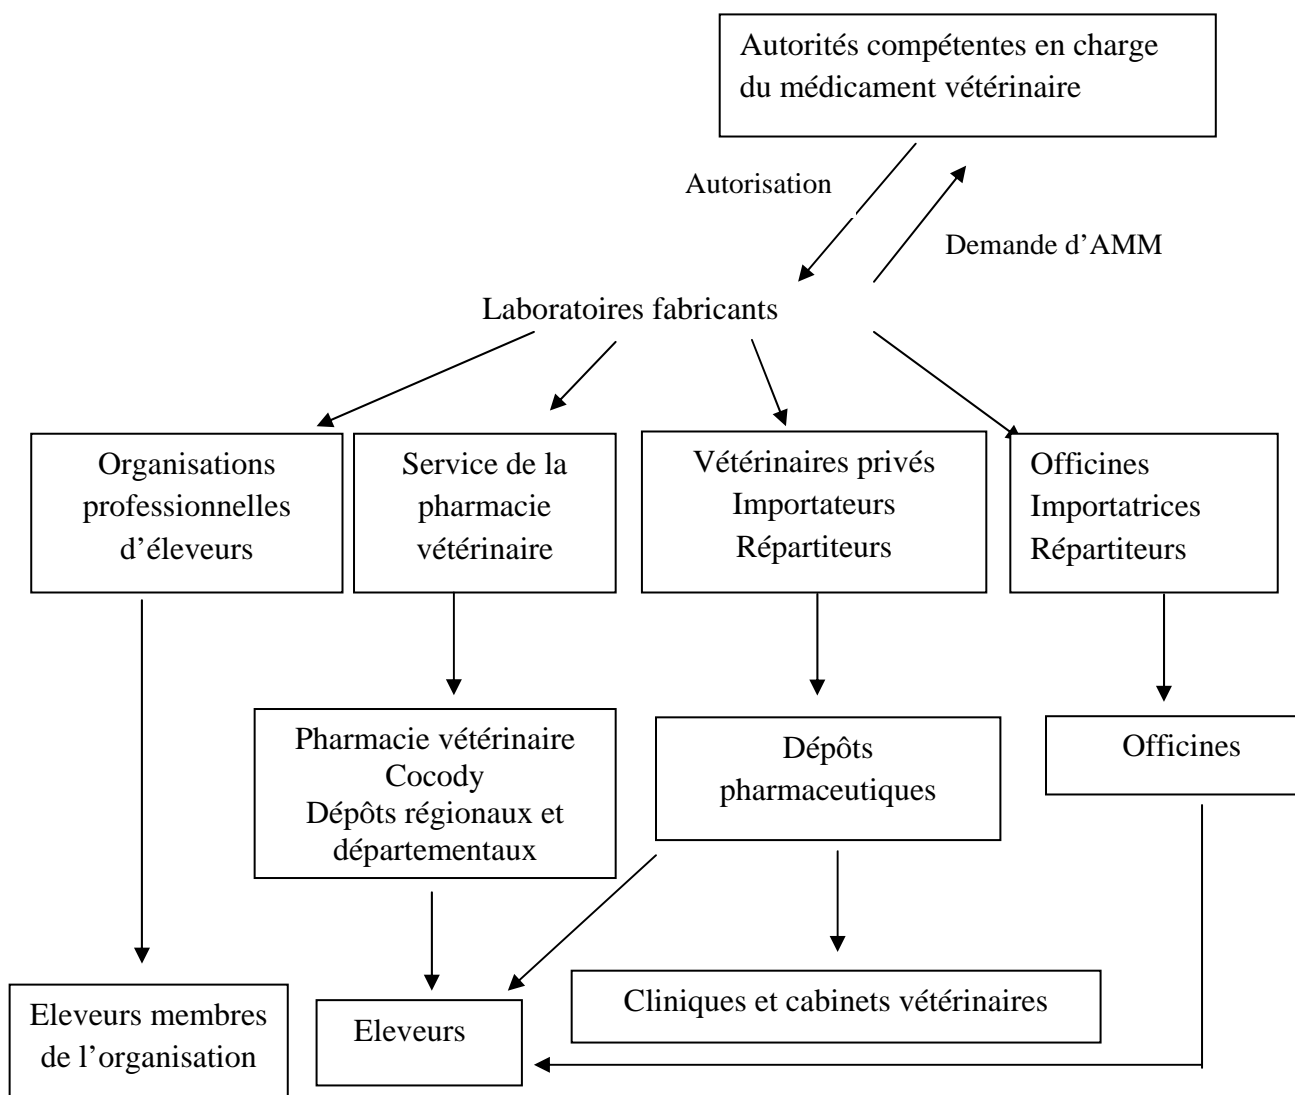 Autorités compétentes en charge
du médicament vétérinaire
Autorisation
Demande d’AMM
Laboratoires fabricants
Organisations
professionnelles
d’éleveurs
Service de la
pharmacie
vétérinaire
Vétérinaires privés
Importateurs
Répartiteurs
Officines
Importatrices
Répartiteurs
Pharmacie vétérinaire
Cocody
Dépôts régionaux et
départementaux
Dépôts
pharmaceutiques
Officines
Eleveurs membres
de l’organisation
Eleveurs
Cliniques et cabinets vétérinaires